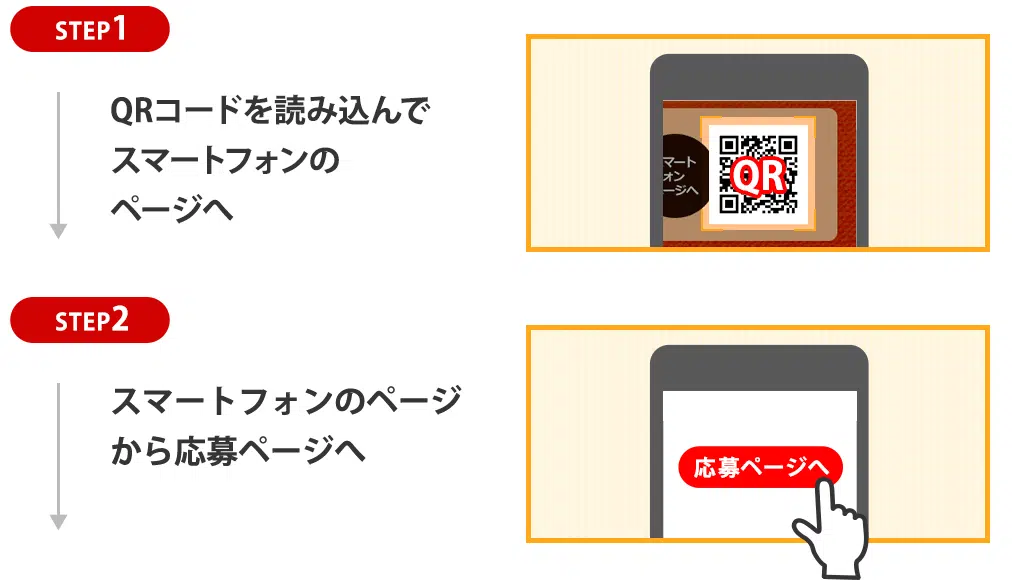 STEP1
QRコードを読み込んで
スマートフォンの
ページへ
マート
ォン
ージへ
QR
STEP2
スマートフォンのページ
から応募ページへ
応募ページへ